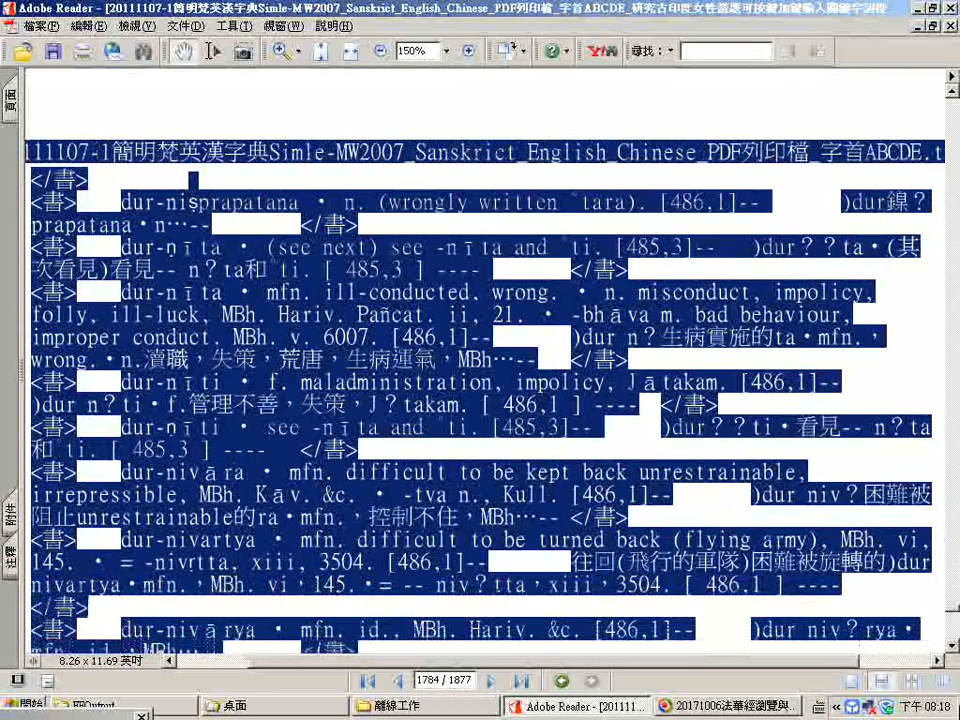 Adobe Reader - [20111107-1簡明梵英漢字典Simle-MW2007_Sanskrict_English_Chinese_PDF列印檔_字首ABCDE_研究古印度女性議題可按熱鍵輸入關鍵字詞搜
檔案(F) 編輯(E) 檢視(V) 文件(D) 工具(T) 視窗(W) 說明(H)
150% 尋找:
頁面
111107-1簡明梵英漢字典Simle-MW2007_Sanskrict_English_Chinese_PDF列印檔_字首ABCDE.t
</書>
<書> dur-niṣprapatana • n. (wrongly written °tara). [486,1]-- )dur鎳?
prapatana•n…-- </書>
<書> dur-ṇīta • (see next) see -nīta and °ti. [485,3]-- )dur??ta•(其
次看見)看見-- n?ta和°ti. [ 485,3 ] ---- </書>
<書> dur-nīta • mfn. ill-conducted, wrong. • n. misconduct, impolicy,
folly, ill-luck, MBh. Hariv. Pañcat. ii, 21. • -bhāva m. bad behaviour,
improper conduct. MBh. v. 6007. [486,1]-- )dur n?生病實施的ta•mfn.,
wrong.•n.瀆職,失策,荒唐,生病運氣,MBh…-- </書>
<書> dur-nīti • f. maladministration, impolicy, Jātakam. [486,1]--
)dur n?ti•f.管理不善,失策,J?takam. [ 486,1 ] ---- </書>
<書> dur-ṇīti • see -nīta and °ti. [485,3]-- )dur??ti•看見-- n?ta
和°ti. [ 485,3 ] ---- </書>
<書> dur-nivāra • mfn. difficult to be kept back unrestrainable,
irrepressible, MBh. Kāv. &c. • -tva n., Kull. [486,1]-- )dur niv?困難被
阻止unrestrainable的ra•mfn.,控制不住,MBh…-- </書>
<書> dur-nivartya • mfn. difficult to be turned back (flying army), MBh. vi,
145. • = -nivṛtta, xiii, 3504. [486,1]-- 往回(飛行的軍隊)困難被旋轉的)dur
nivartya•mfn.,MBh. vi,145.•= -- niv?tta,xiii,3504. [ 486,1 ] ----
</書>
<書> dur-nivārya • mfn. id., MBh. Hariv. &c. [486,1]-- )dur niv?rya•
附件
註釋
8.26 x 11.69 英吋
1784 / 1877
開始 FFOutput 桌面 離線工作 Adobe Reader - [201111... 20171006法華經瀏覽與... 下午 08:18